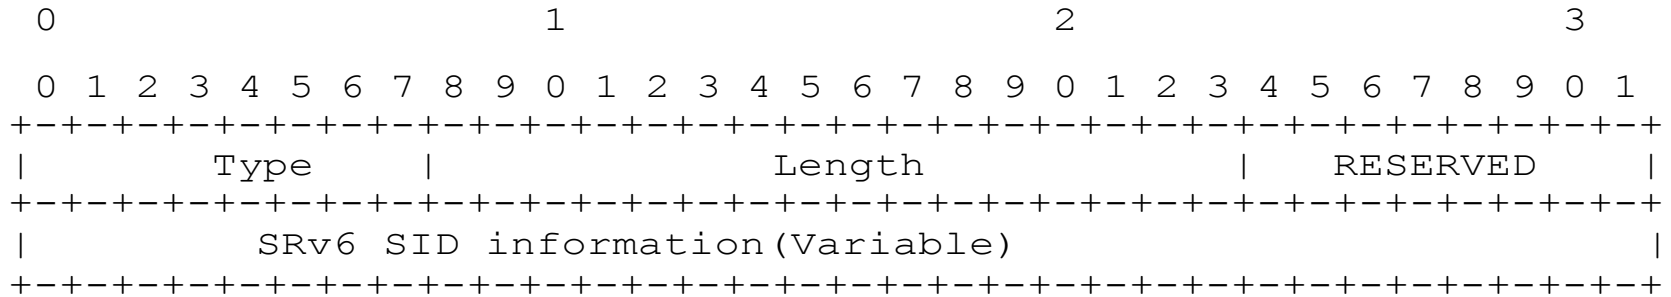 0                   1                   2                   3
 0 1 2 3 4 5 6 7 8 9 0 1 2 3 4 5 6 7 8 9 0 1 2 3 4 5 6 7 8 9 0 1
+-+-+-+-+-+-+-+-+-+-+-+-+-+-+-+-+-+-+-+-+-+-+-+-+-+-+-+-+-+-+-+-+
|       Type    |             Length            |   RESERVED    |
+-+-+-+-+-+-+-+-+-+-+-+-+-+-+-+-+-+-+-+-+-+-+-+-+-+-+-+-+-+-+-+-+
|         SRv6 SID information(Variable)                         |
+-+-+-+-+-+-+-+-+-+-+-+-+-+-+-+-+-+-+-+-+-+-+-+-+-+-+-+-+-+-+-+-+